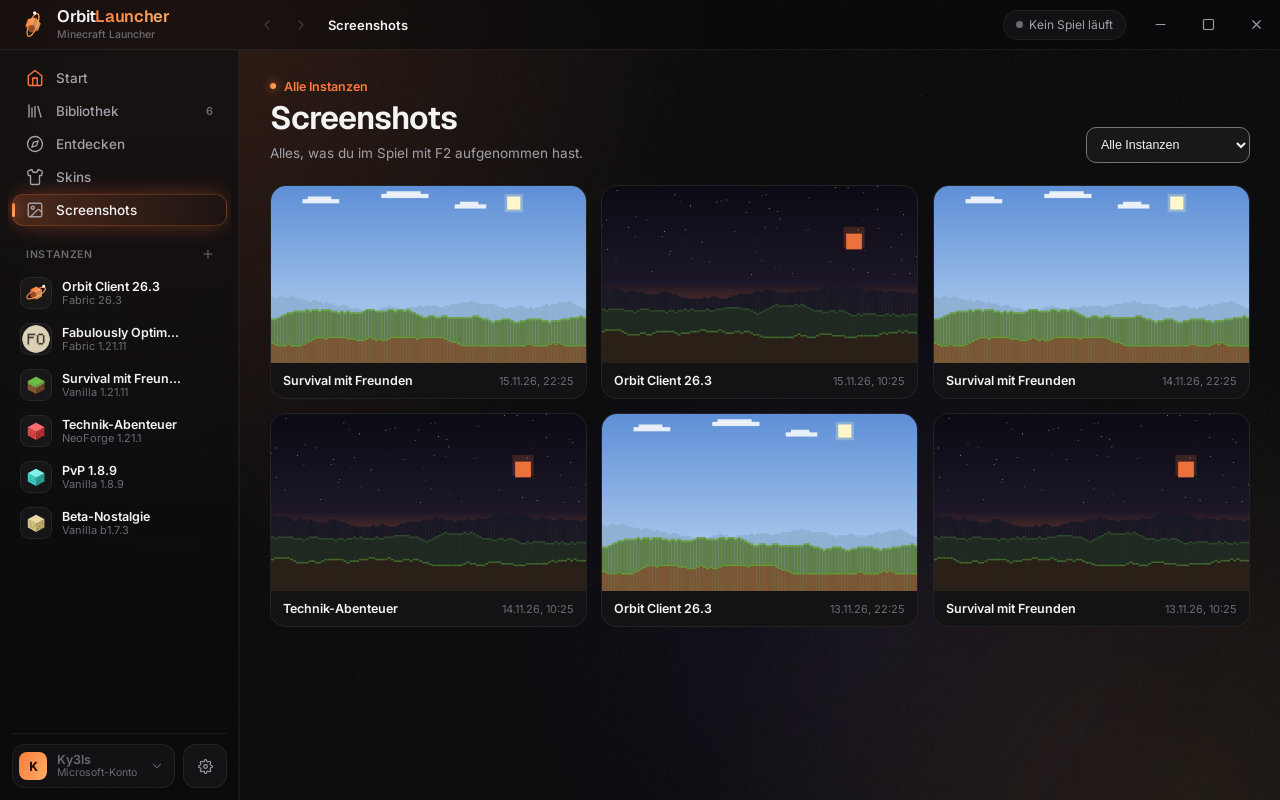 OrbitLauncher
Minecraft Launcher
Screenshots
Kein Spiel läuft
Start
Bibliothek 6
Entdecken
Skins
Screenshots
INSTANZEN
Orbit Client 26.3
Fabric 26.3
FO
Fabulously Optim...
Fabric 1.21.11
Survival mit Freun...
Vanilla 1.21.11
Technik-Abenteuer
NeoForge 1.21.1
PvP 1.8.9
Vanilla 1.8.9
Beta-Nostalgie
Vanilla b1.7.3
K
Ky3ls
Microsoft-Konto
Alle Instanzen
Screenshots
Alles, was du im Spiel mit F2 aufgenommen hast.
Alle Instanzen
Survival mit Freunden 15.11.26, 22:25
Orbit Client 26.3 15.11.26, 10:25
Survival mit Freunden 14.11.26, 22:25
Technik-Abenteuer 14.11.26, 10:25
Orbit Client 26.3 13.11.26, 22:25
Survival mit Freunden 13.11.26, 10:25